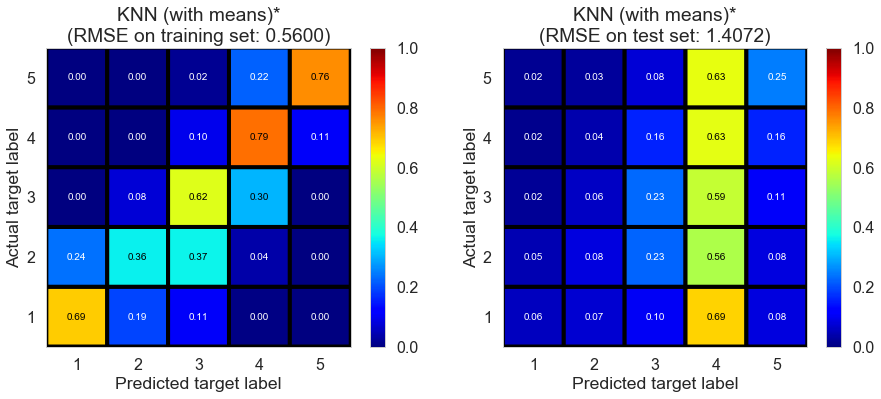 KNN (with means)*
(RMSE on training set: 0.5600)
Actual target label
5 0.00 0.00 0.02 0.22 0.76
4 0.00 0.00 0.10 0.79 0.11
3 0.00 0.08 0.62 0.30 0.00
2 0.24 0.36 0.37 0.04 0.00
1 0.69 0.19 0.11 0.00 0.00
1 2 3 4 5
Predicted target label
1.0
0.8
0.6
0.4
0.2
0.0
KNN (with means)*
(RMSE on test set: 1.4072)
Actual target label
5 0.02 0.03 0.08 0.63 0.25
4 0.02 0.04 0.16 0.63 0.16
3 0.02 0.06 0.23 0.59 0.11
2 0.05 0.08 0.23 0.56 0.08
1 0.06 0.07 0.10 0.69 0.08
1 2 3 4 5
Predicted target label
1.0
0.8
0.6
0.4
0.2
0.0